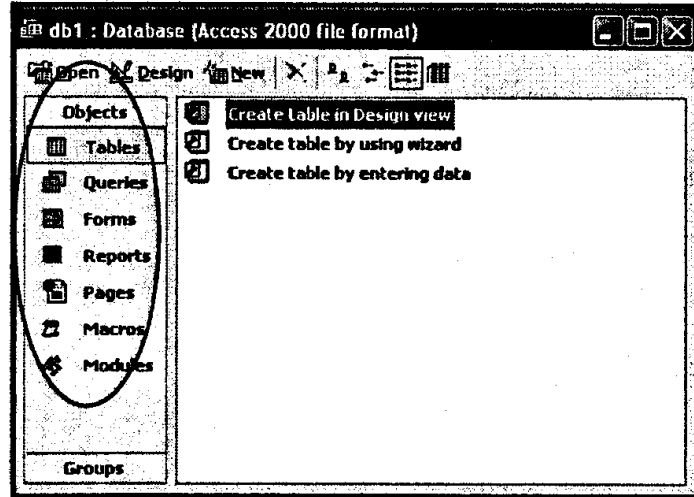 db1 : Database (Access 2000 file format)
Open Design New
Objects
Tables
Queries
Forms
Reports
Pages
Macros
Modules
Groups
Create table in Design view
Create table by using wizard
Create table by entering data